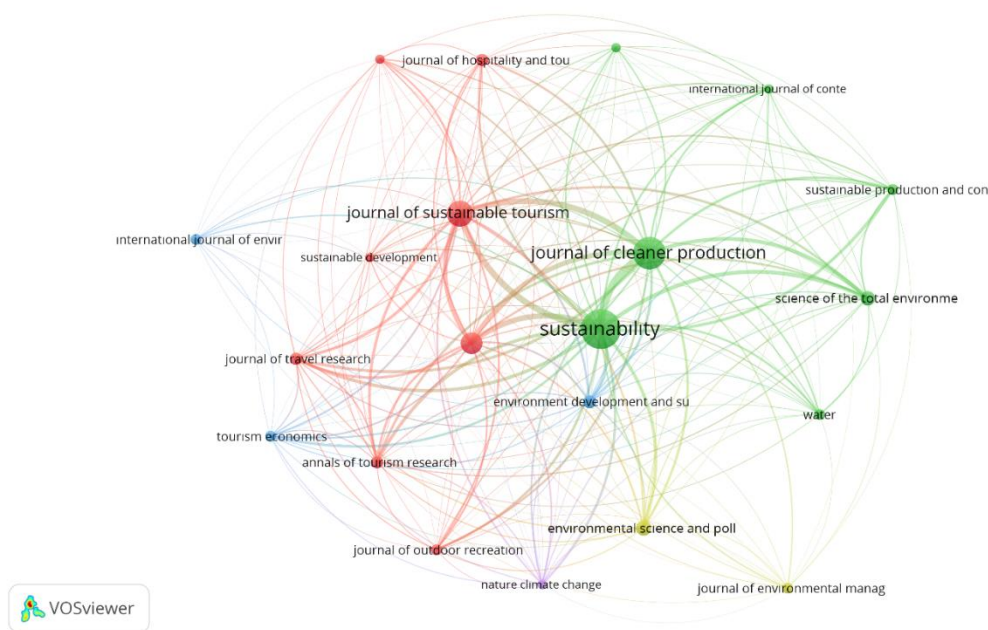 journal of hospitality and tou
international journal of conte
sustainable production and con
journal of sustainable tourism
international journal of envir
journal of cleaner production
sustainable development
science of the total environme
sustainability
journal of travel research
environment development and su
water
tourism economics
annals of tourism research
environmental science and poll
journal of outdoor recreation
nature climate change
journal of environmental manag
VOSviewer